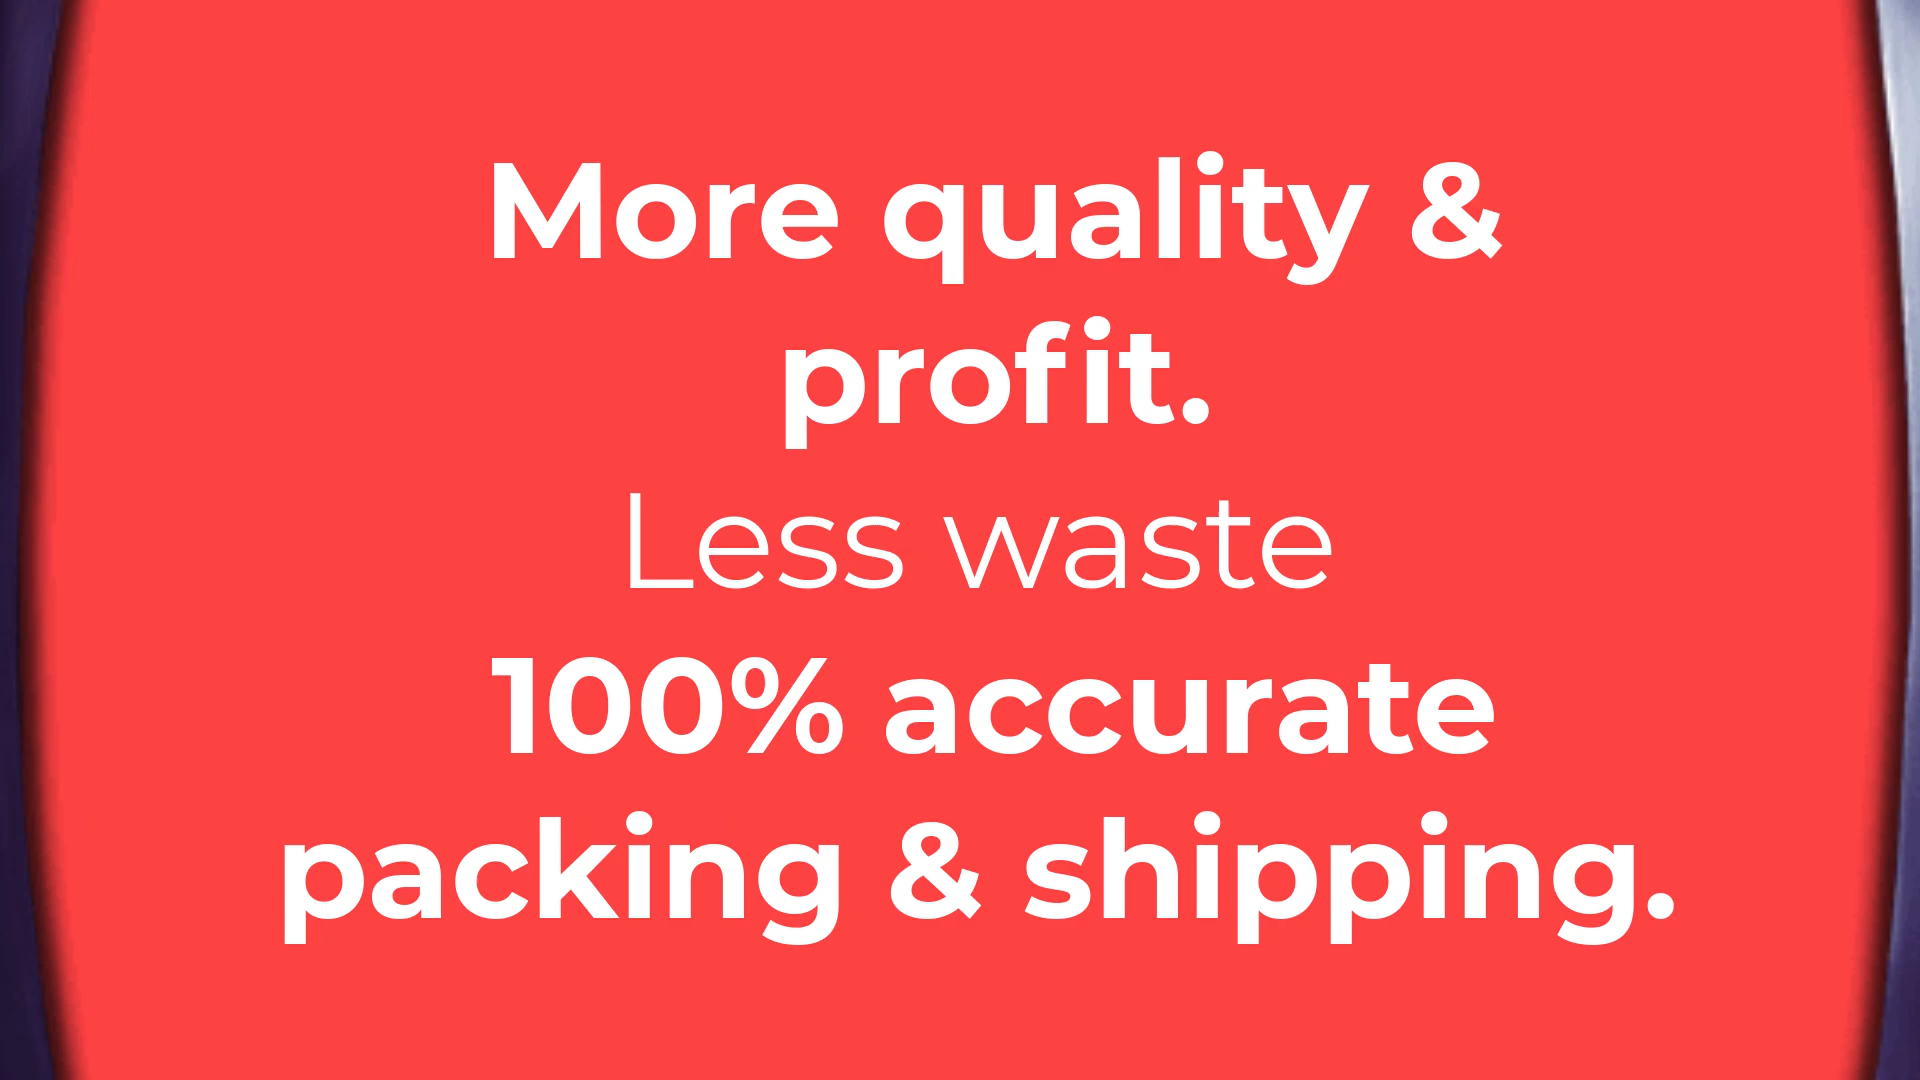 More quality &
profit.
Less waste
100% accurate
packing & shipping.